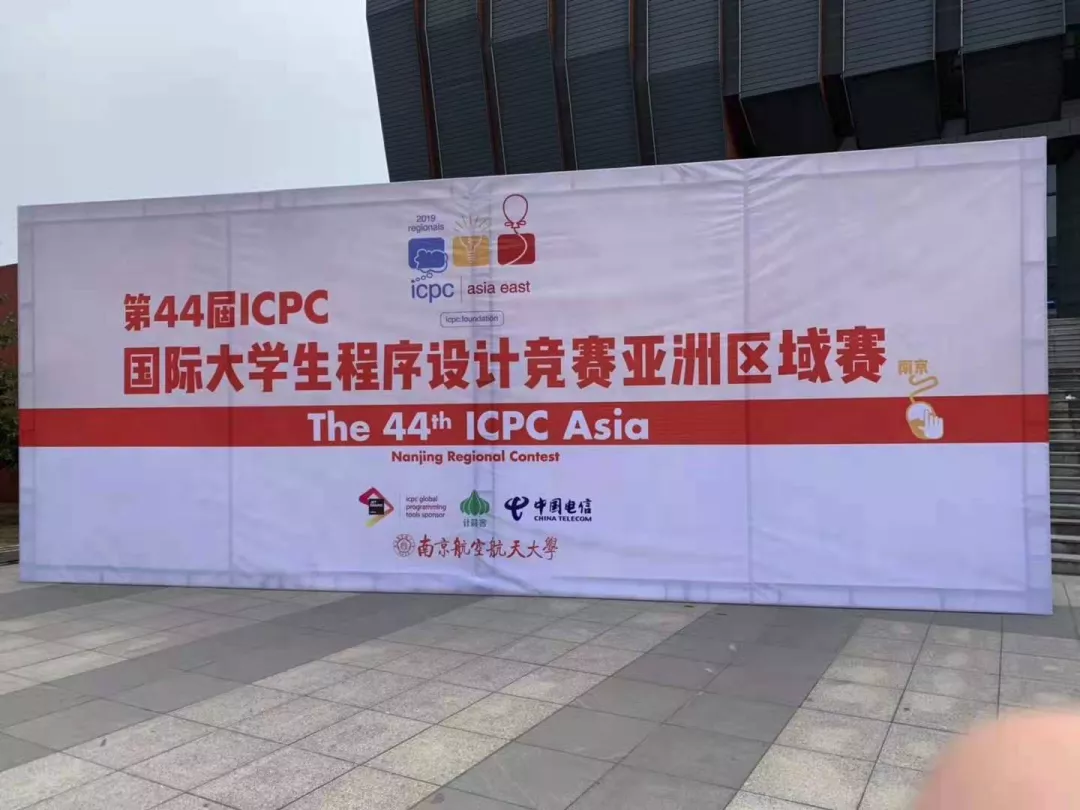 2019
regionals
icpc asia east
icpc.foundation
第44届ICPC
国际大学生程序设计竞赛亚洲区域赛
南京
The 44th ICPC Asia
Nanjing Regional Contest
icpc global
programming
tools sponsor
计蒜客
中国电信
CHINA TELECOM
南京航空航天大學